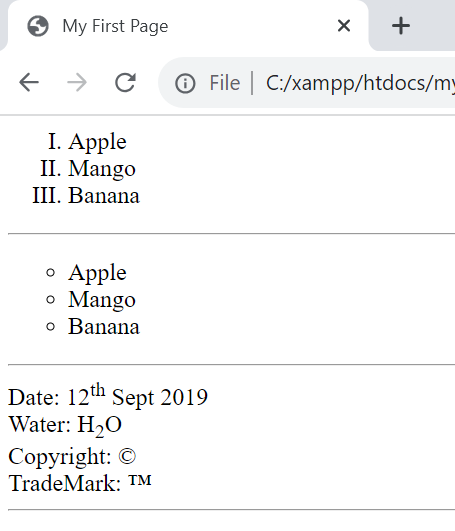 My First Page
File | C:/xampp/htdocs/my
I. Apple
II. Mango
III. Banana
Apple
Mango
Banana
Date: 12th Sept 2019
Water: H2O
Copyright: ©
TradeMark: ™